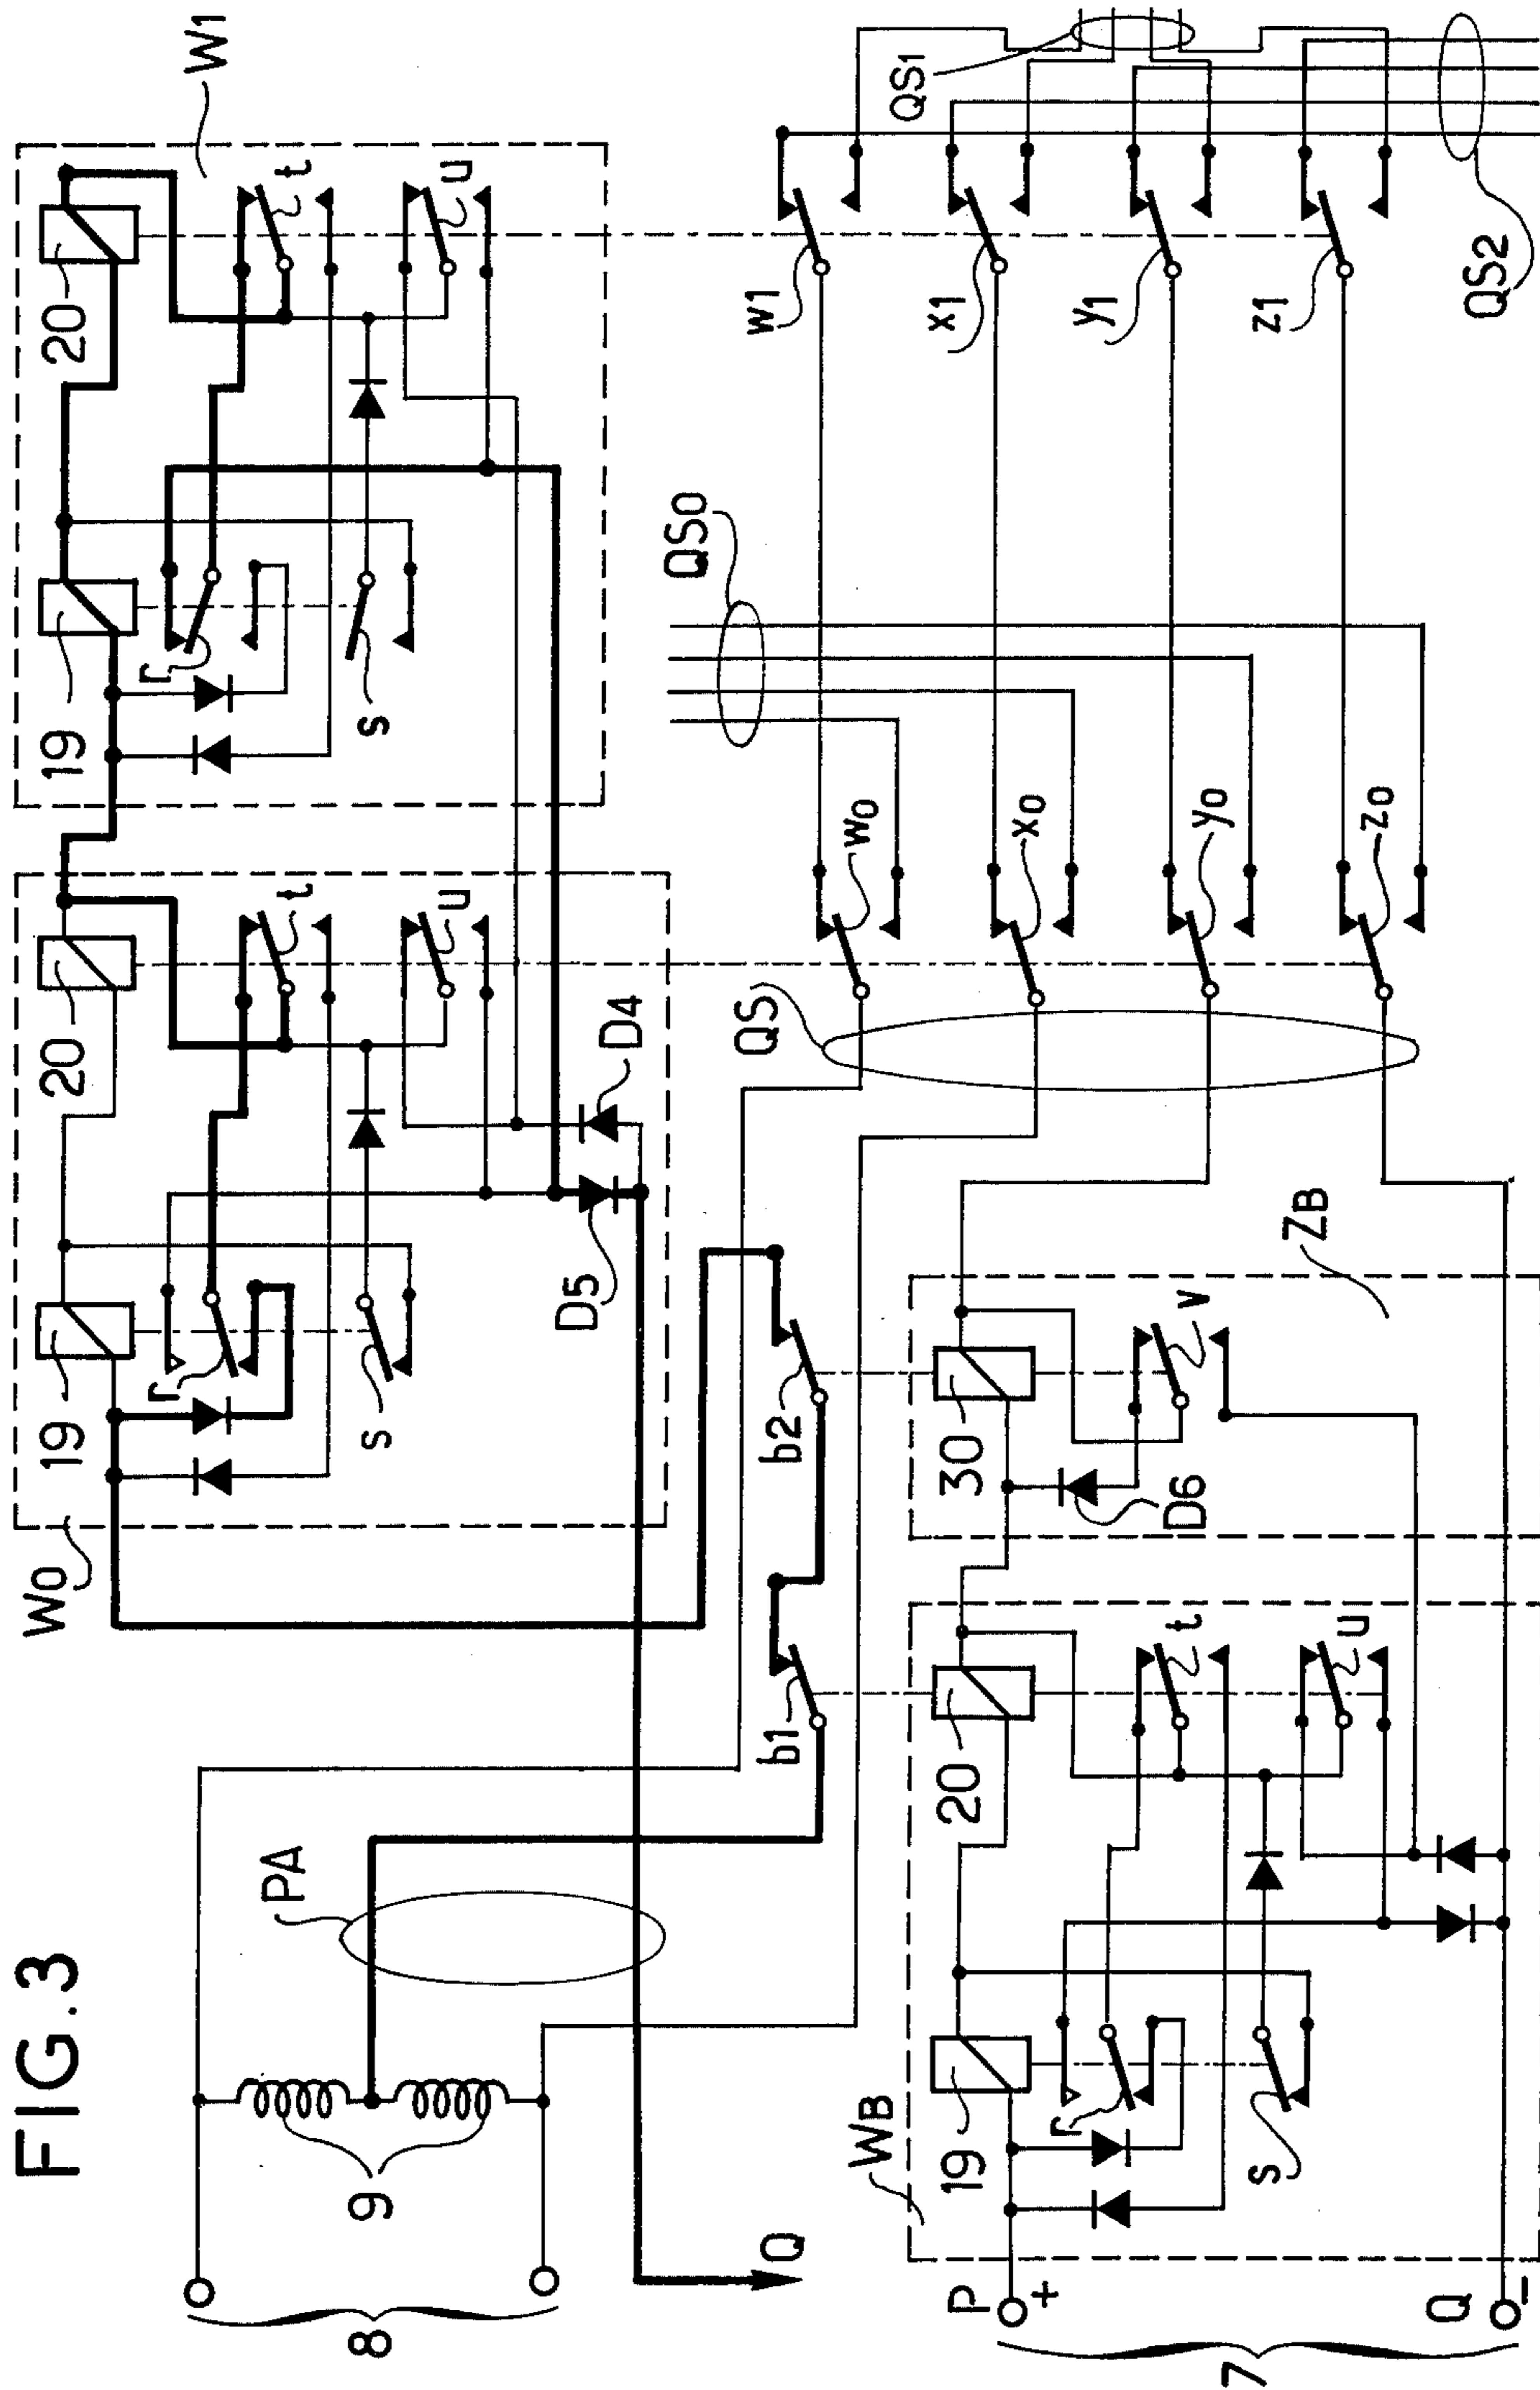 FIG.3
W0
19
20
r
s
t
u
D4
D5
W1
19
20
r
s
t
u
8
9
PA
Q
b1
b2
QS
QS0
QS1
QS2
w0
x0
y0
z0
w1
x1
y1
z1
7
P
+
Q
−
WB
19
20
r
s
t
u
ZB
30
v
D6